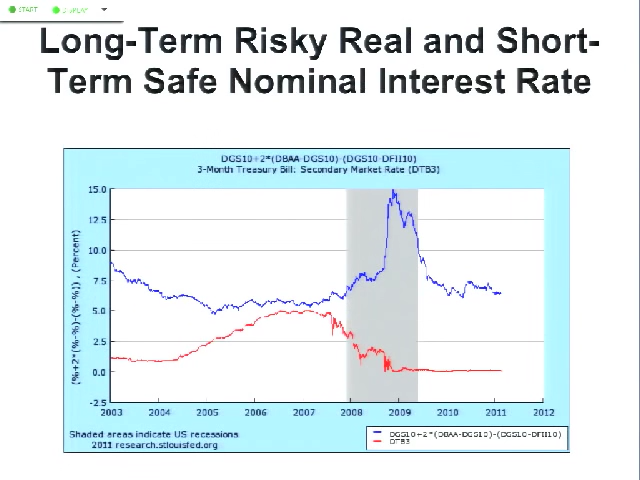 START DISPLAY
Long-Term Risky Real and Short-
Term Safe Nominal Interest Rate
DGS10+2*(DBAA-DGS10)-(DGS10-DFII10)
3-Month Treasury Bill: Secondary Market Rate (DTB3)
(%+2*(%-%)-(%-%)) , (Percent)
15.0
12.5
10.0
7.5
5.0
2.5
0.0
-2.5
2003 2004 2005 2006 2007 2008 2009 2010 2011 2012
Shaded areas indicate US recessions
2011 research.stlouisfed.org
DGS10+2*(DBAA-DGS10)-(DGS10-DFII10)
DTB3